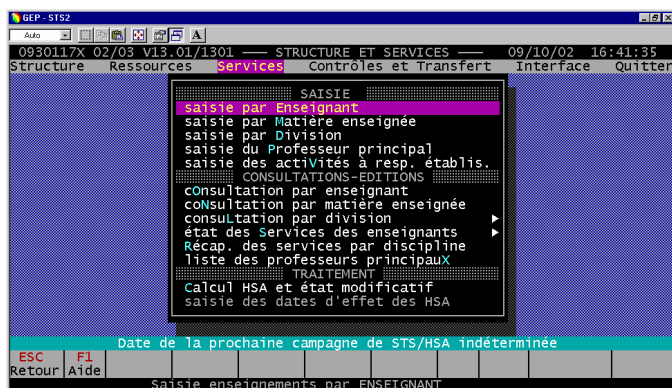 GEP - STS2
Auto
A
0930117X 02/03 V13.01/1301 STRUCTURE ET SERVICES 09/10/02 16:41:35
Structure Ressources Services Contrôles et Transfert Interface Quitter
SAISIE
saisie par Enseignant
saisie par Matière enseignée
saisie par Division
saisie du Professeur principal
saisie des actiVités à resp. établis.
CONSULTATIONS-EDITIONS
cOnsultation par enseignant
coNsultation par matière enseignée
consuLtation par division
état des Services des enseignants
Récap. des services par discipline
liste des professeurs principauX
TRAITEMENT
Calcul HSA et état modificatif
saisie des dates d'effet des HSA
Date de la prochaine campagne de STS/HSA indéterminée
ESC F1
Retour Aide
Saisie enseignements par ENSEIGNANT